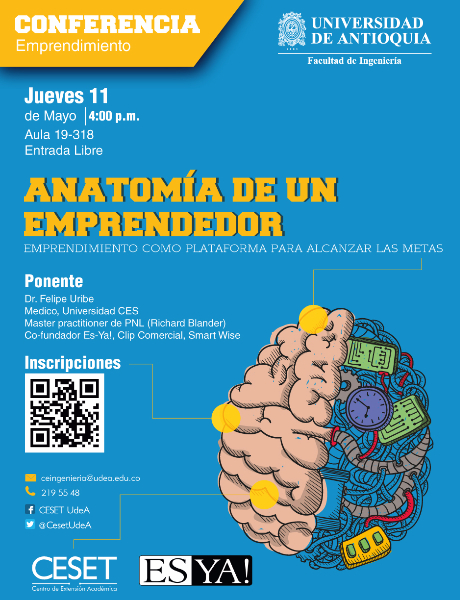 CONFERENCIA
Emprendimiento
UNIVERSIDAD
DE ANTIOQUIA
Facultad de Ingeniería
Jueves 11
de Mayo | 4:00 p.m.
Aula 19-318
Entrada Libre
ANATOMÍA DE UN
EMPRENDEDOR
EMPRENDIMIENTO COMO PLATAFORMA PARA ALCANZAR LAS METAS
Ponente
Dr. Felipe Uribe
Medico, Universidad CES
Master practitioner de PNL (Richard Blander)
Co-fundador Es-Ya!, Clip Comercial, Smart Wise
Inscripciones
ceingenieria@udea.edu.co
219 55 48
CESET UdeA
@CesetUdeA
CESET
Centro de Extensión Académica
ES YA!